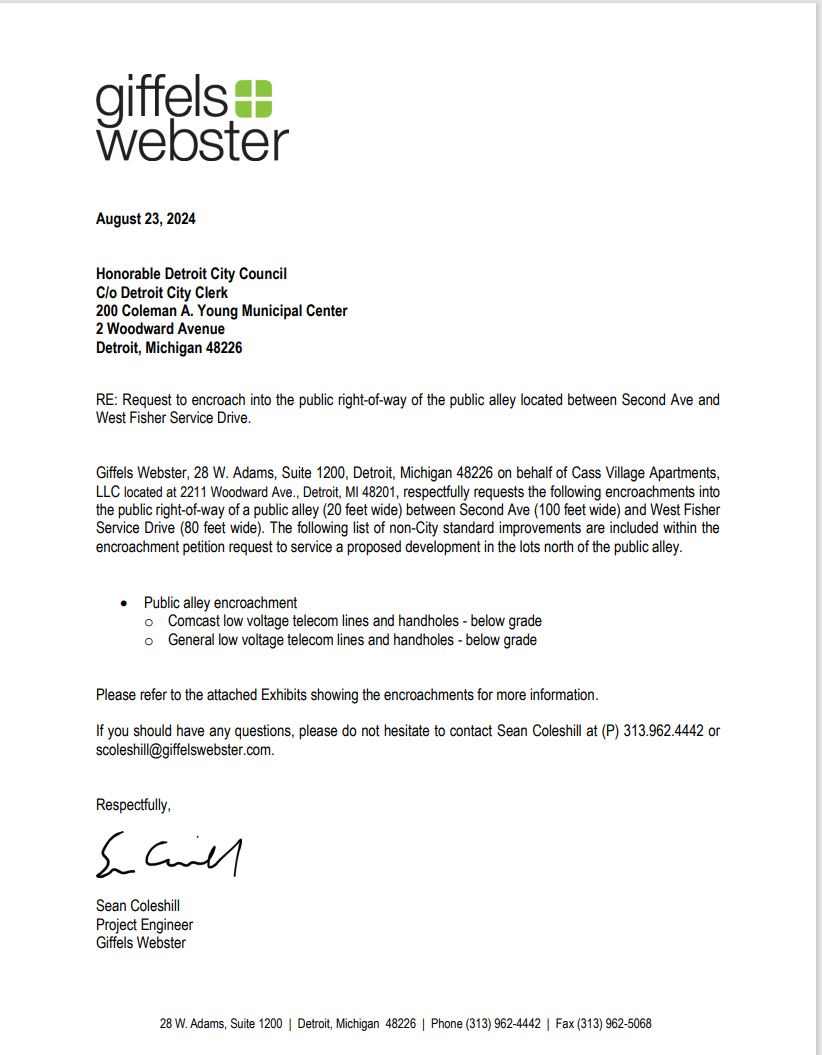 giffels
webster
August 23, 2024
Honorable Detroit City Council
C/o Detroit City Clerk
200 Coleman A. Young Municipal Center
2 Woodward Avenue
Detroit, Michigan 48226
RE: Request to encroach into the public right-of-way of the public alley located between Second Ave and
West Fisher Service Drive.
Giffels Webster, 28 W. Adams, Suite 1200, Detroit, Michigan 48226 on behalf of Cass Village Apartments,
LLC located at 2211 Woodward Ave., Detroit, MI 48201, respectfully requests the following encroachments into
the public right-of-way of a public alley (20 feet wide) between Second Ave (100 feet wide) and West Fisher
Service Drive (80 feet wide). The following list of non-City standard improvements are included within the
encroachment petition request to service a proposed development in the lots north of the public alley.
• Public alley encroachment
o Comcast low voltage telecom lines and handholes - below grade
o General low voltage telecom lines and handholes - below grade
Please refer to the attached Exhibits showing the encroachments for more information.
If you should have any questions, please do not hesitate to contact Sean Coleshill at (P) 313.962.4442 or
scoleshill@giffelswebster.com.
Respectfully,
Sean Coleshill
Project Engineer
Giffels Webster
28 W. Adams, Suite 1200 | Detroit, Michigan 48226 | Phone (313) 962-4442 | Fax (313) 962-5068